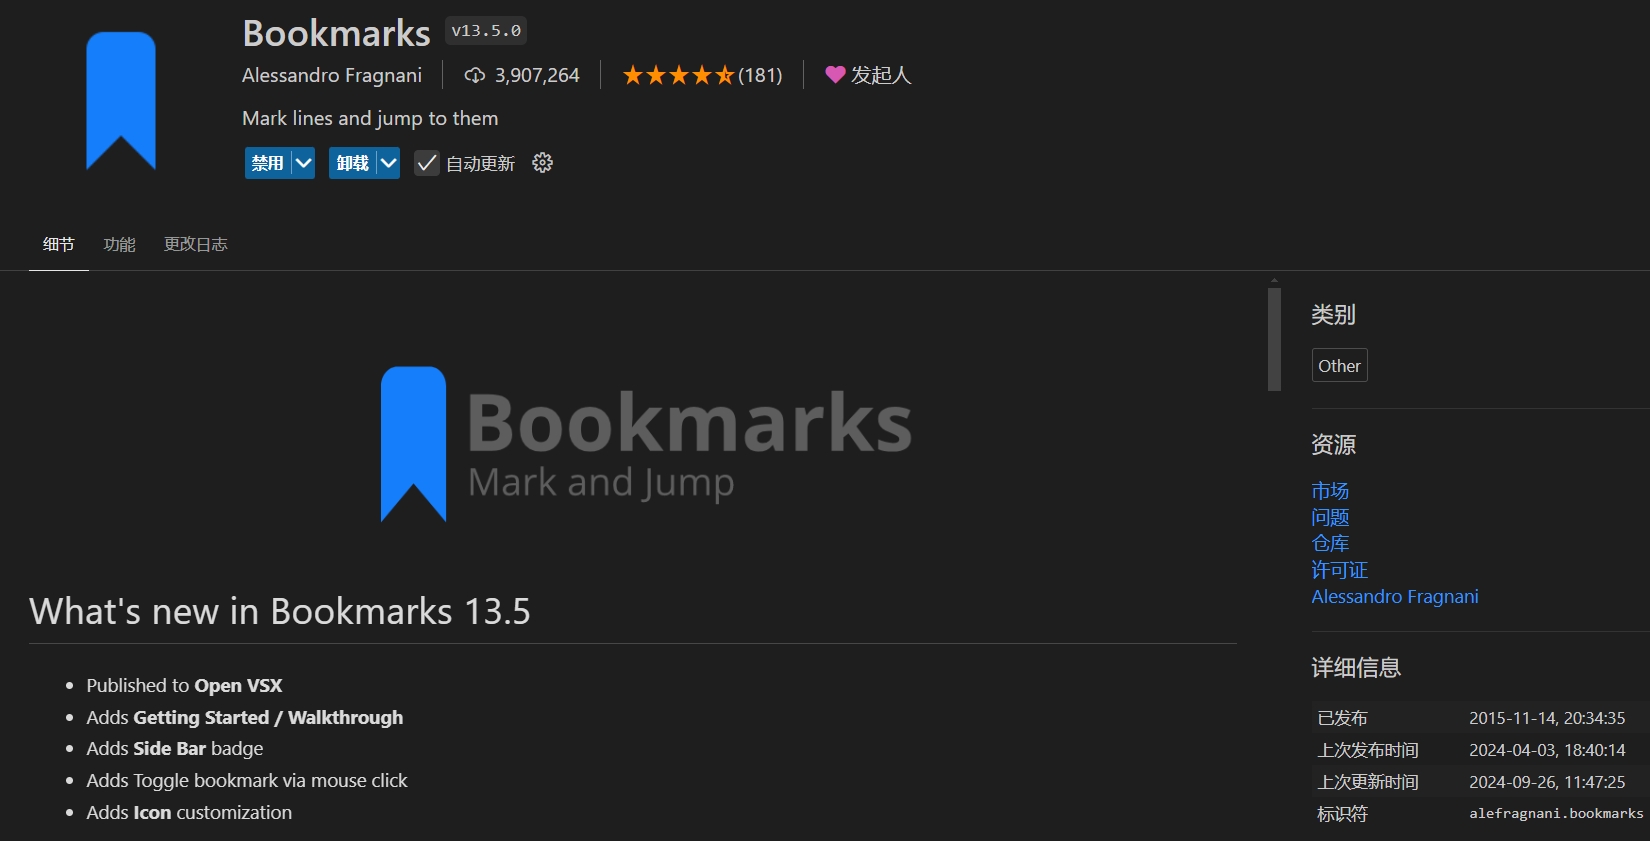 Bookmarks v13.5.0
Alessandro Fragnani 3,907,264 (181) 发起人
Mark lines and jump to them
禁用 卸载 自动更新
细节 功能 更改日志
Bookmarks
Mark and Jump
What's new in Bookmarks 13.5
Published to Open VSX
Adds Getting Started / Walkthrough
Adds Side Bar badge
Adds Toggle bookmark via mouse click
Adds Icon customization
类别
Other
资源
市场
问题
仓库
许可证
Alessandro Fragnani
详细信息
已发布 2015-11-14, 20:34:35
上次发布时间 2024-04-03, 18:40:14
上次更新时间 2024-09-26, 11:47:25
标识符 alefragnani.bookmarks